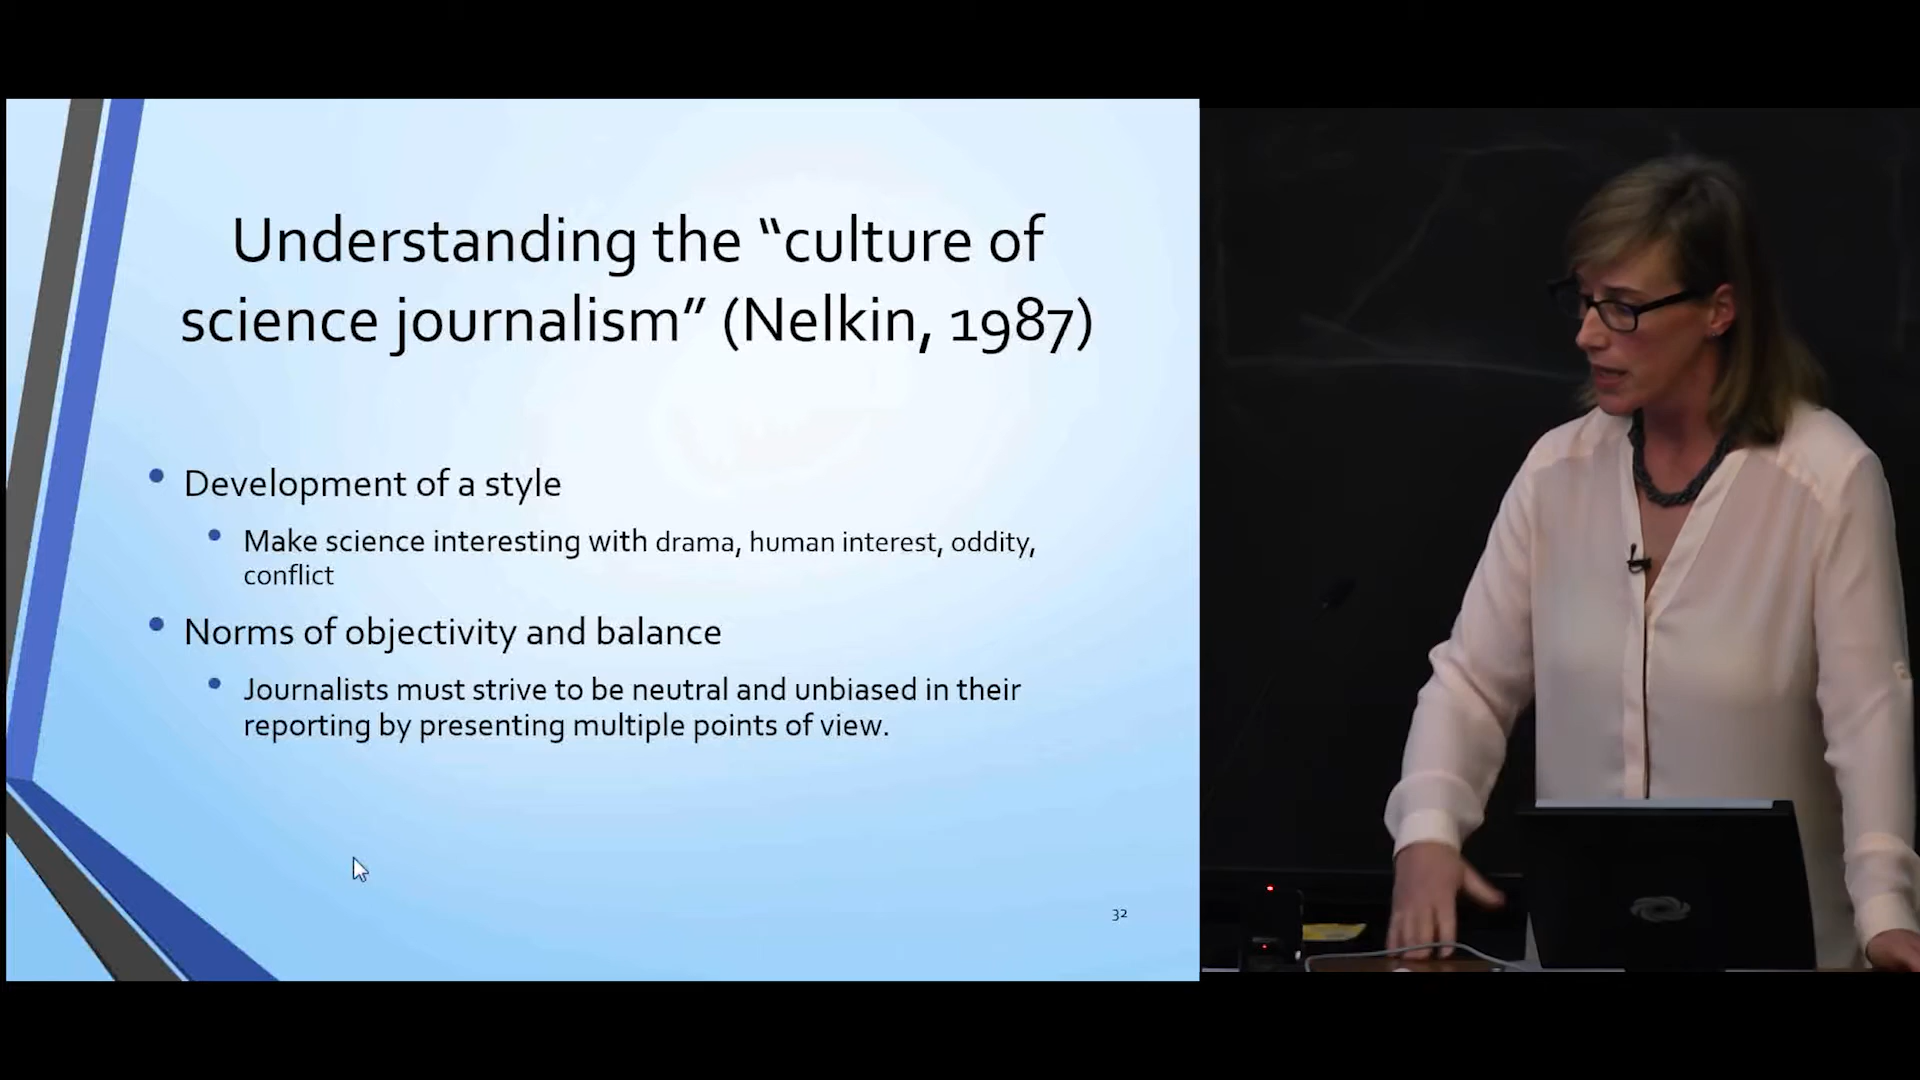 Understanding the “culture of
science journalism” (Nelkin, 1987)
• Development of a style
• Make science interesting with drama, human interest, oddity,
conflict
• Norms of objectivity and balance
• Journalists must strive to be neutral and unbiased in their
reporting by presenting multiple points of view.
32